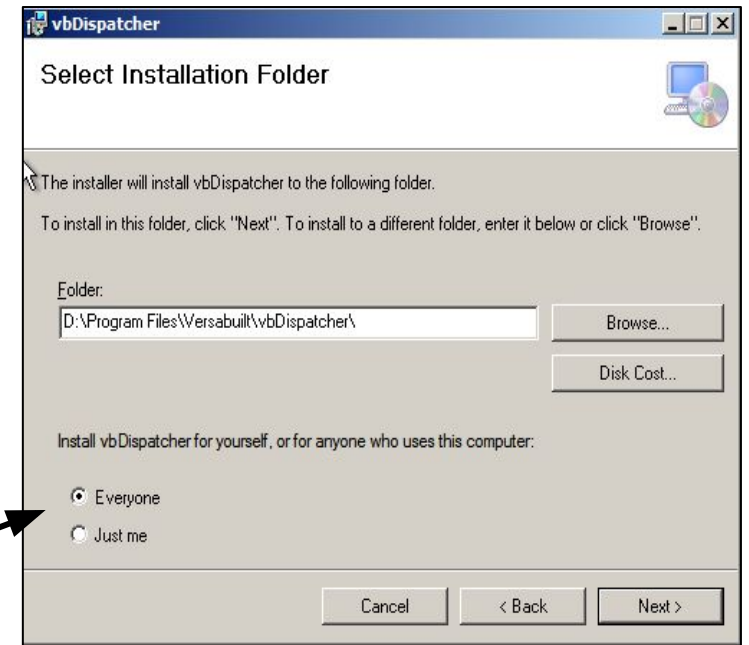 vbDispatcher
Select Installation Folder
The installer will install vbDispatcher to the following folder.
To install in this folder, click "Next". To install to a different folder, enter it below or click "Browse".
Folder:
D:\Program Files\Versabuilt\vbDispatcher\
Browse...
Disk Cost...
Install vbDispatcher for yourself, or for anyone who uses this computer:
Everyone
Just me
Cancel
< Back
Next >